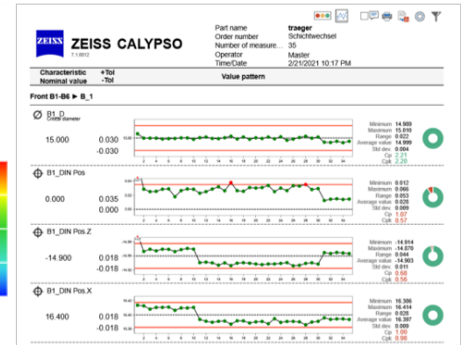 Part name traeger
Order number Schichtwechsel
Number of measure... 35
Operator Master
Time/Date 2/21/2021 10:17 PM
ZEISS ZEISS CALYPSO
Characteristic +Tol Value pattern
Nominal value -Tol
Front B1-B6 ► B_1
B1_D
15.000 0.030
-0.030
Minimum 14.989
Maximum 15.010
Range 0.022
Average value 14.999
Std dev. 0.004
Cp 2.21
Cpk 2.20
B1_DIN Pos
0.000 0.035
0.000
Minimum 0.012
Maximum 0.066
Range 0.053
Average value 0.028
Std dev. 0.009
Cp 1.07
Cpk 0.57
B1_DIN Pos.Z
-14.900 0.018
-0.018
Minimum -14.914
Maximum -14.870
Range 0.044
Average value -14.903
Std dev. 0.011
Cp 0.68
Cpk 0.56
B1_DIN Pos.X
16.400 0.018
-0.018
Minimum 16.386
Maximum 16.414
Range 0.028
Average value 16.397
Std dev. 0.009
Cp 1.00
Cpk 0.98